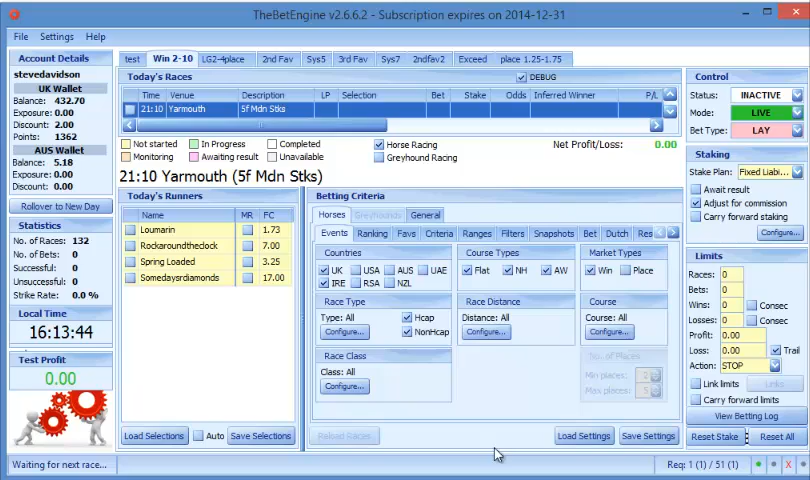 TheBetEngine v2.6.6.2 - Subscription expires on 2014-12-31
File Settings Help
Account Details
stevedavidson
UK Wallet
Balance: 432.70
Exposure: 0.00
Discount: 2.00
Points: 1362
AUS Wallet
Balance: 5.18
Exposure: 0.00
Discount: 0.00
Rollover to New Day
Statistics
No. of Races: 132
No. of Bets: 0
Successful: 0
Unsuccessful: 0
Strike Rate: 0.0 %
Local Time
16:13:44
Test Profit
0.00
test Win 2-10 LG2-4place 2nd Fav Sys5 3rd Fav Sys7 2ndfav2 Exceed place 1.25-1.75
Today's Races DEBUG
Time Venue Description LP Selection Bet Stake Odds Inferred Winner P/L
21:10 Yarmouth 5f Mdn Stks
Not started In Progress Completed Horse Racing Net Profit/Loss: 0.00
Monitoring Awaiting result Unavailable Greyhound Racing
21:10 Yarmouth (5f Mdn Stks)
Today's Runners
Name MR FC
Loumarin 1.73
Rockaroundthedock 7.00
Spring Loaded 3.25
Somedaysrdiamonds 17.00
Load Selections Auto Save Selections
Betting Criteria
Horses Greyhounds General
Events Ranking Favs Criteria Ranges Filters Snapshots Bet Dutch Res
Countries
UK USA AUS UAE
IRE RSA NZL
Course Types
Flat NH AW
Market Types
Win Place
Race Type
Type: All Hcap
Configure... NonHcap
Race Distance
Distance: All
Configure...
Course
Course: All
Configure...
Race Class
Class: All
Configure...
No. of Places
Min places: 2
Max places: 5
Reload Races Load Settings Save Settings
Control
Status: INACTIVE
Mode: LIVE
Bet Type: LAY
Staking
Stake Plan: Fixed Liabi...
Await result
Adjust for commission
Carry forward staking
Configure...
Limits
Races: 0
Bets: 0
Wins: 0 Consec
Losses: 0 Consec
Profit: 0.00
Loss: 0.00 Trail
Action: STOP
Link limits Links
Carry forward limits
View Betting Log
Reset Stake Reset All
Waiting for next race... Req: 1 (1) / 51 (1) X